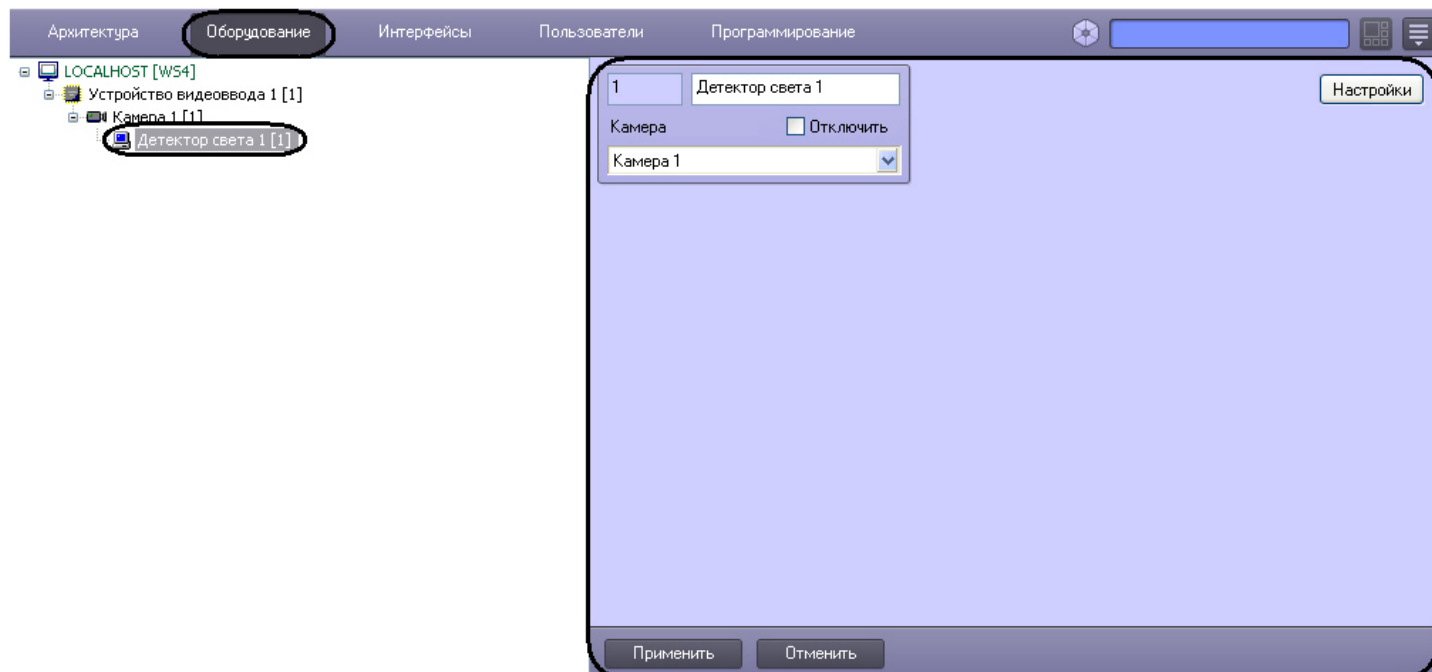 Архитектура Оборудование Интерфейсы Пользователи Программирование
LOCALHOST [WS4]
Устройство видеоввода 1 [1]
Камера 1 [1]
Детектор света 1 [1]
1 Детектор света 1
Камера Отключить
Камера 1
Настройки
Применить Отменить